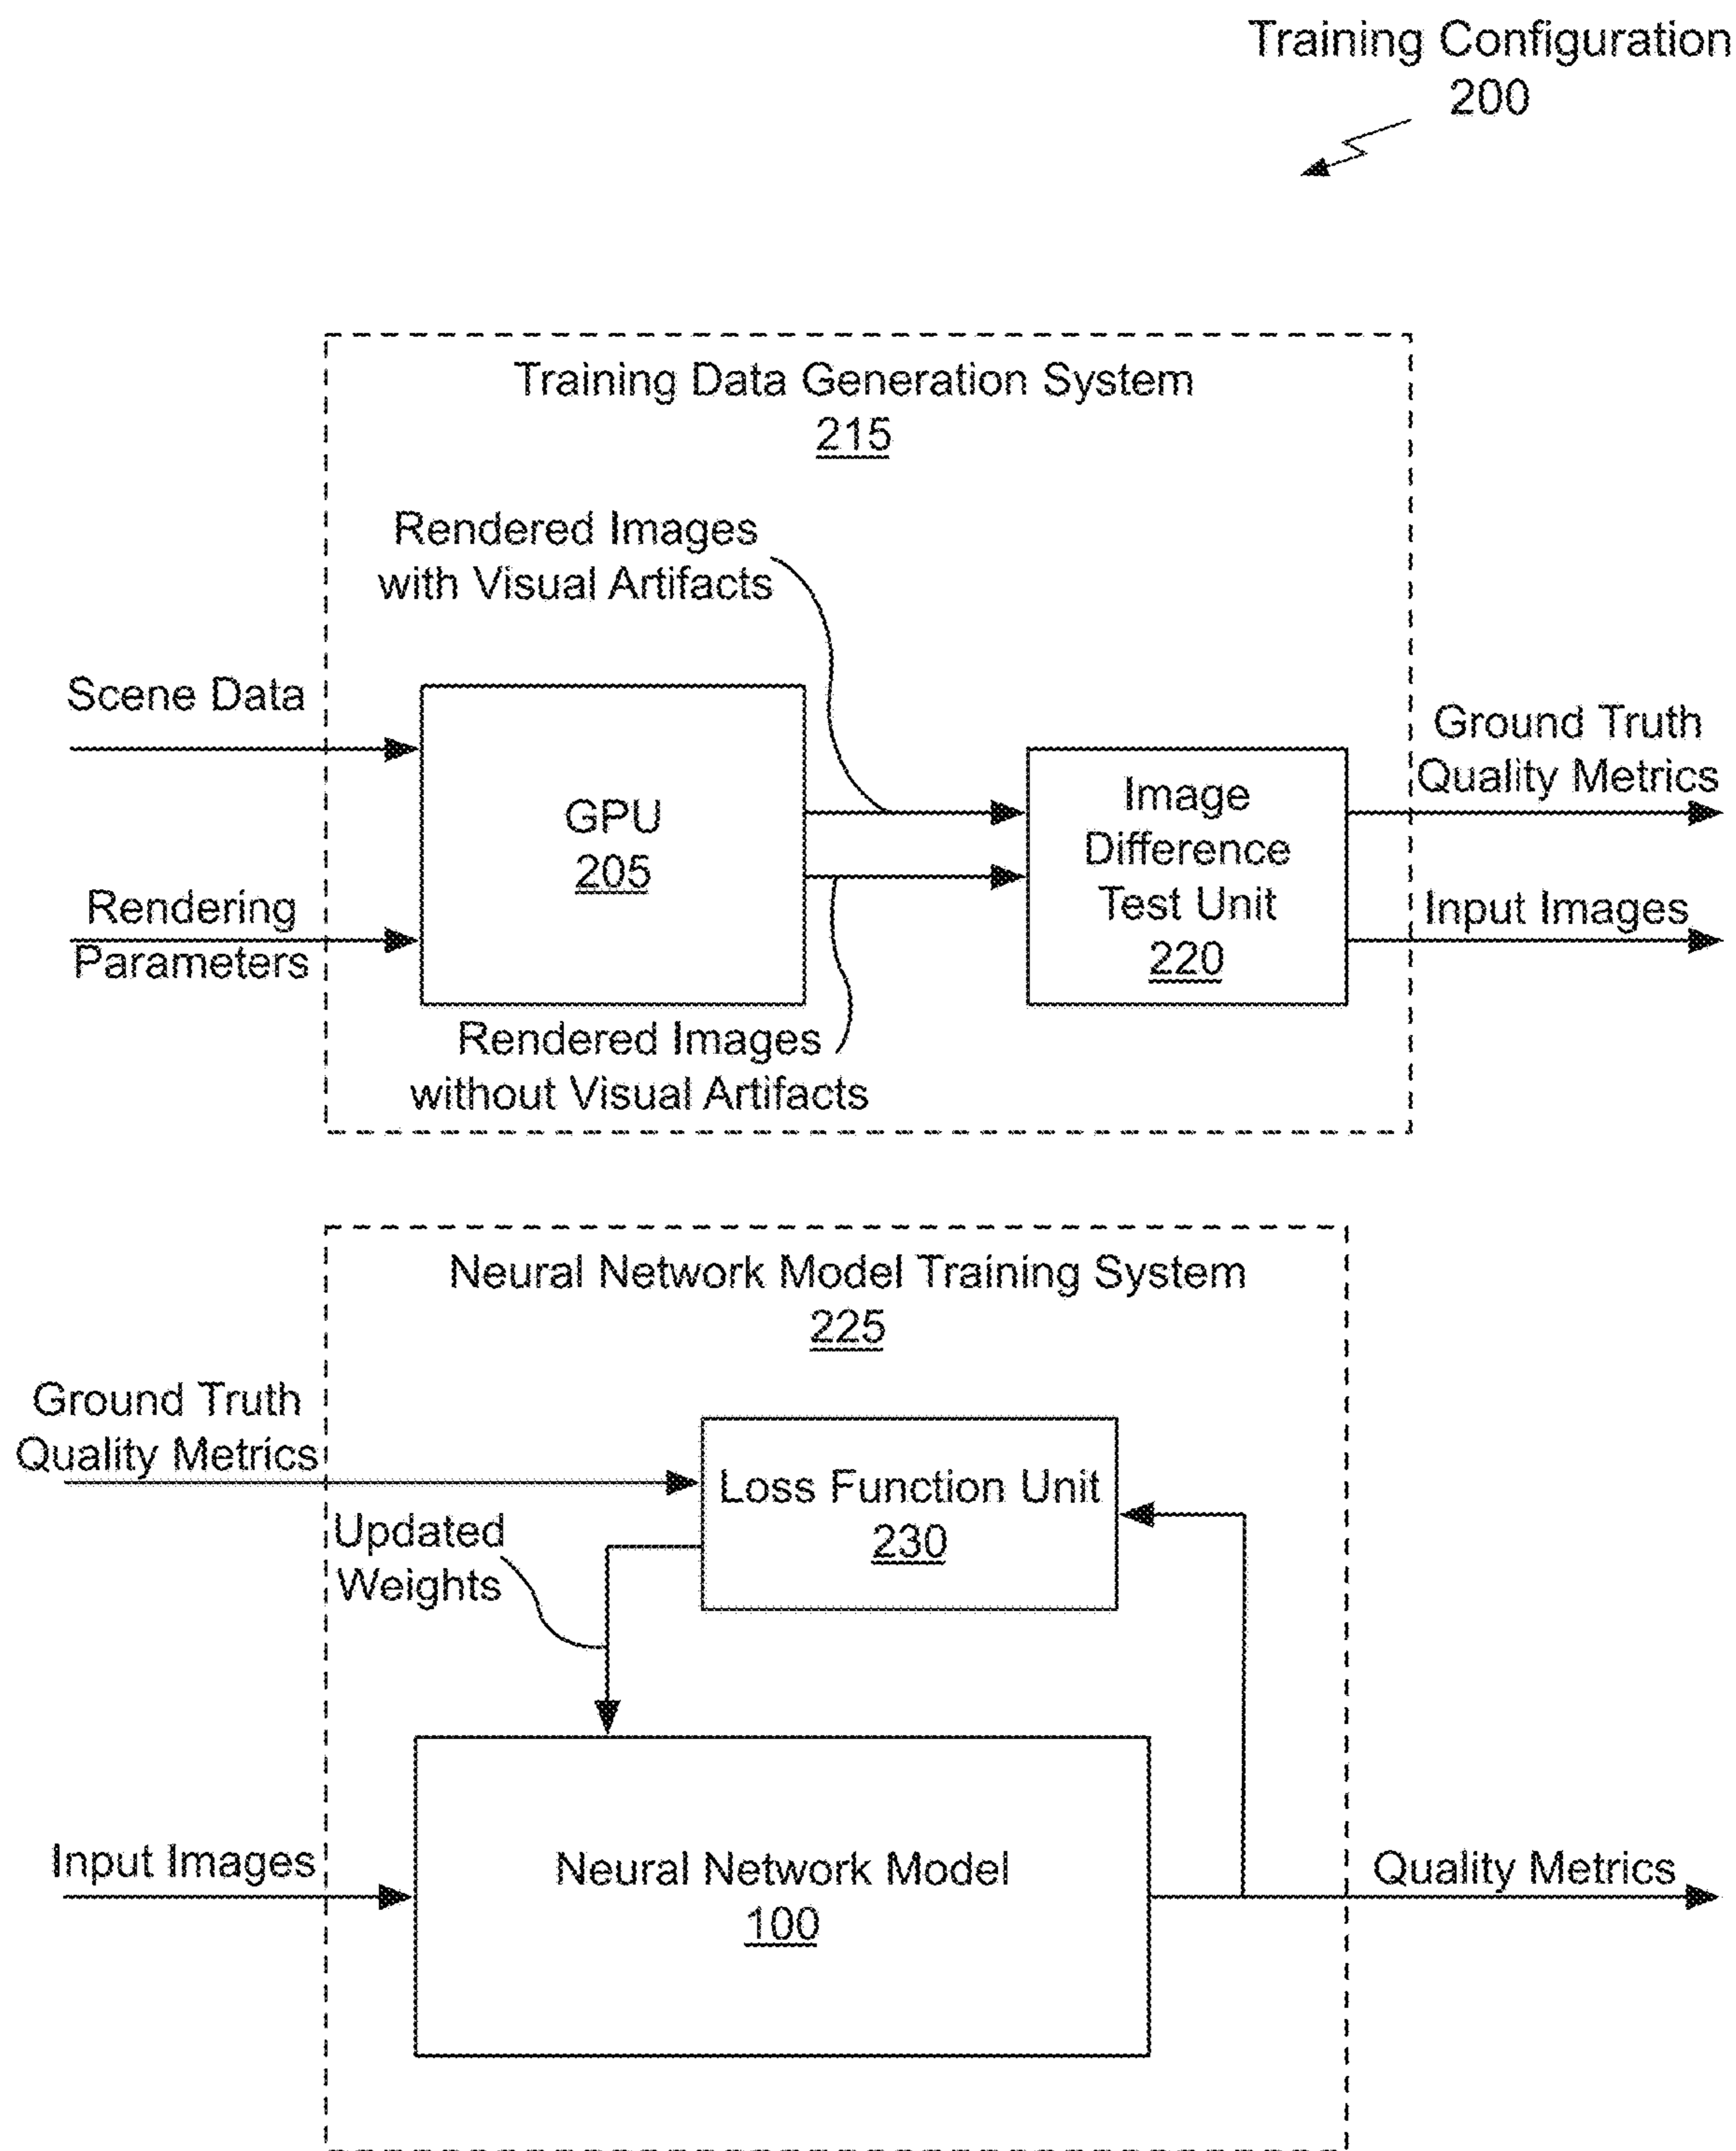 Training Configuration
200
Training Data Generation System
215
Rendered Images
with Visual Artifacts
Scene Data
GPU
205
Rendering
Parameters
Image
Difference
Test Unit
220
Ground Truth
Quality Metrics
Input Images
Rendered Images
without Visual Artifacts
Neural Network Model Training System
225
Ground Truth
Quality Metrics
Loss Function Unit
230
Updated
Weights
Input Images
Neural Network Model
100
Quality Metrics